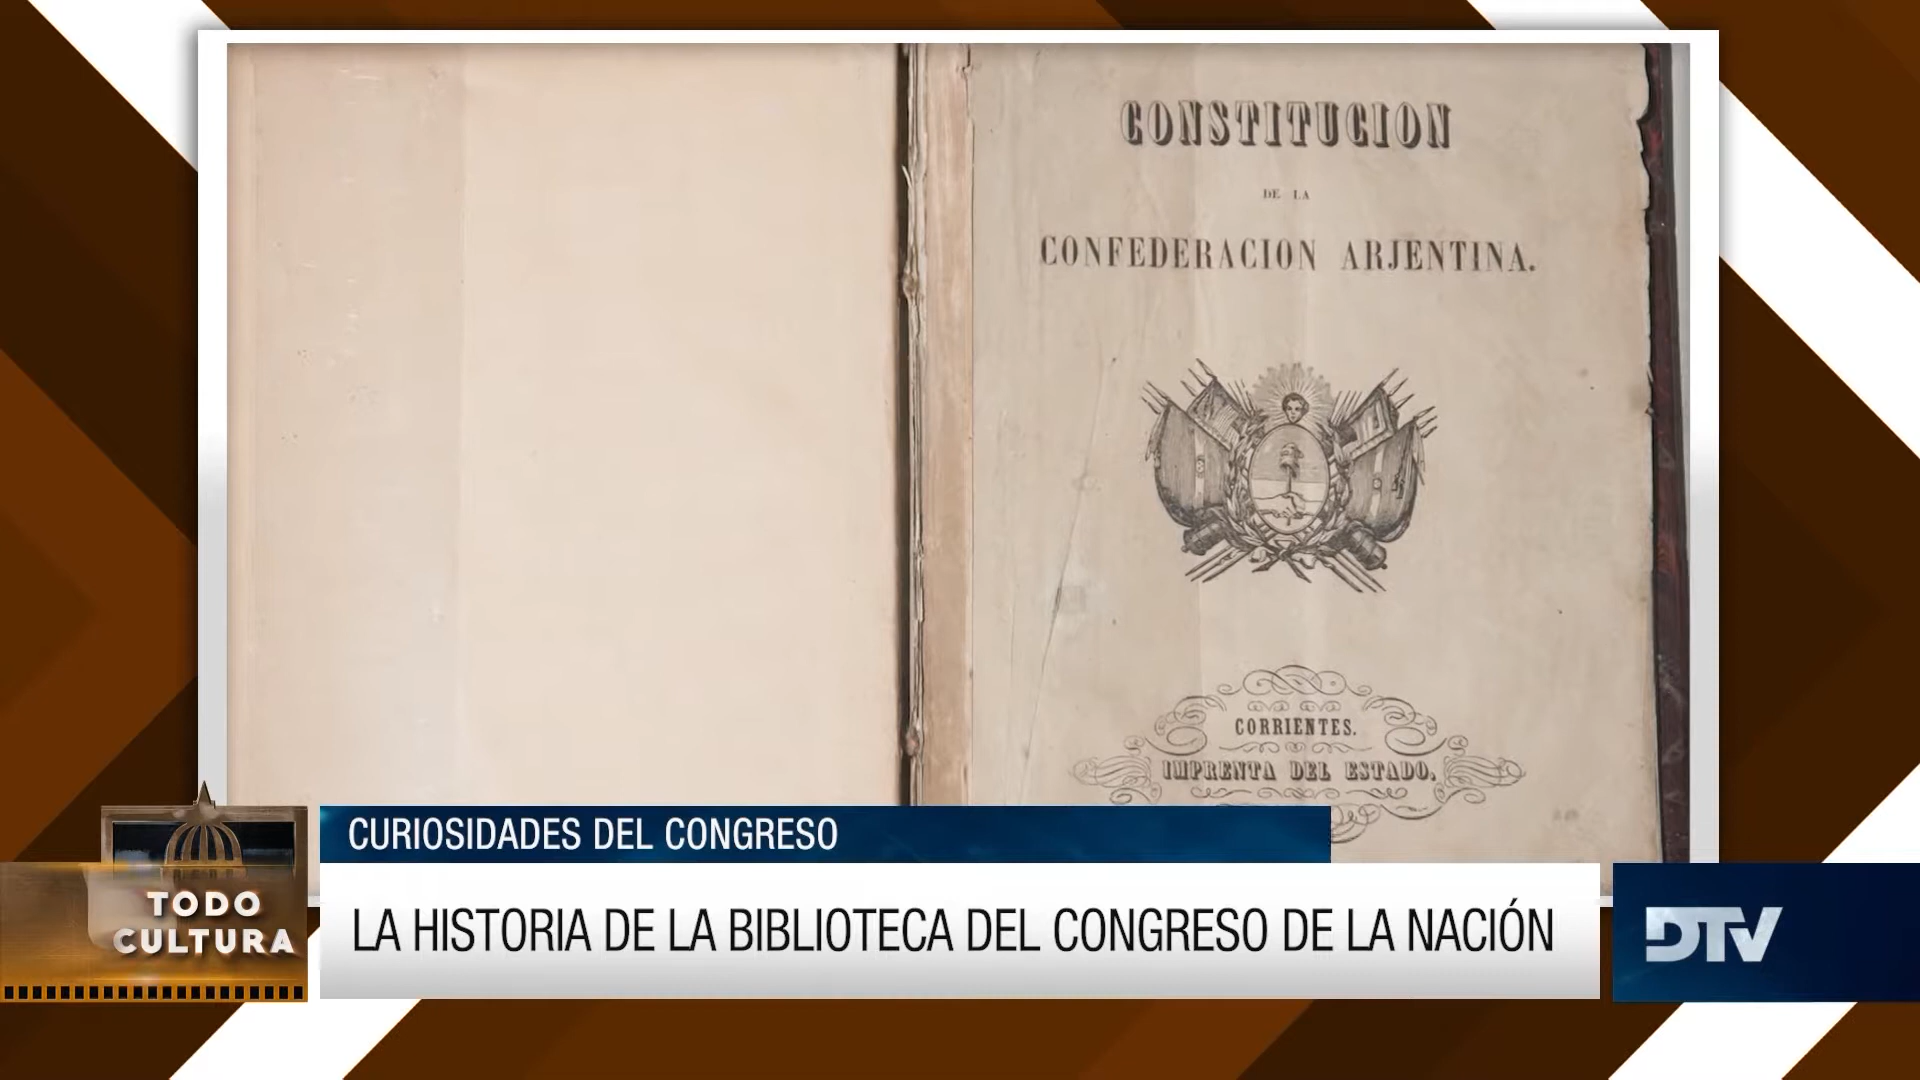 CONSTITUCION
DE LA
CONFEDERACION ARJENTINA.
CORRIENTES.
IMPRENTA DEL ESTADO.
CURIOSIDADES DEL CONGRESO
TODO
CULTURA
LA HISTORIA DE LA BIBLIOTECA DEL CONGRESO DE LA NACIÓN
DTV